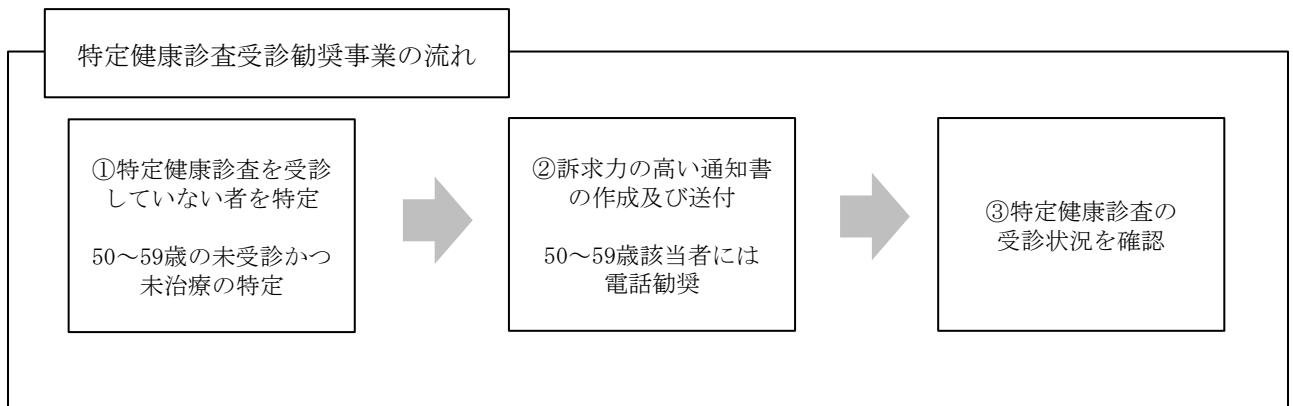 特定健康診査受診勧奨事業の流れ
①特定健康診査を受診
していない者を特定
50～59歳の未受診かつ
未治療の特定
②訴求力の高い通知書
の作成及び送付
50～59歳該当者には
電話勧奨
③特定健康診査の
受診状況を確認